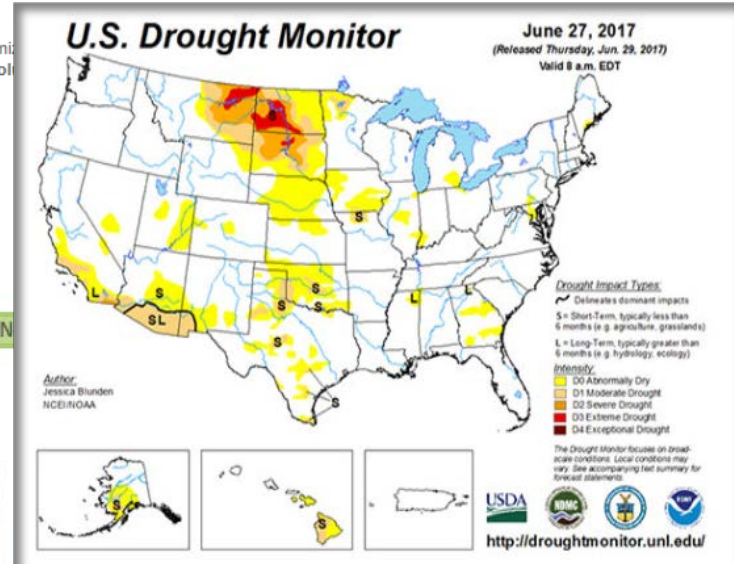 U.S. Drought Monitor
June 27, 2017
(Released Thursday, Jun. 29, 2017)
Valid 8 a.m. EDT
S
S
L
S
SL
S
S
S
S
S
L
L
Drought Impact Types:
Delineates dominant impacts
S = Short-Term, typically less than
6 months (e.g. agriculture, grasslands)
L = Long-Term, typically greater than
6 months (e.g. hydrology, ecology)
Intensity:
D0 Abnormally Dry
D1 Moderate Drought
D2 Severe Drought
D3 Extreme Drought
D4 Exceptional Drought
Author:
Jessica Blunden
NCEI/NOAA
S
S
The Drought Monitor focuses on broad-
scale conditions. Local conditions may
vary. See accompanying text summary for
forecast statements.
USDA
NDMC
http://droughtmonitor.unl.edu/
N